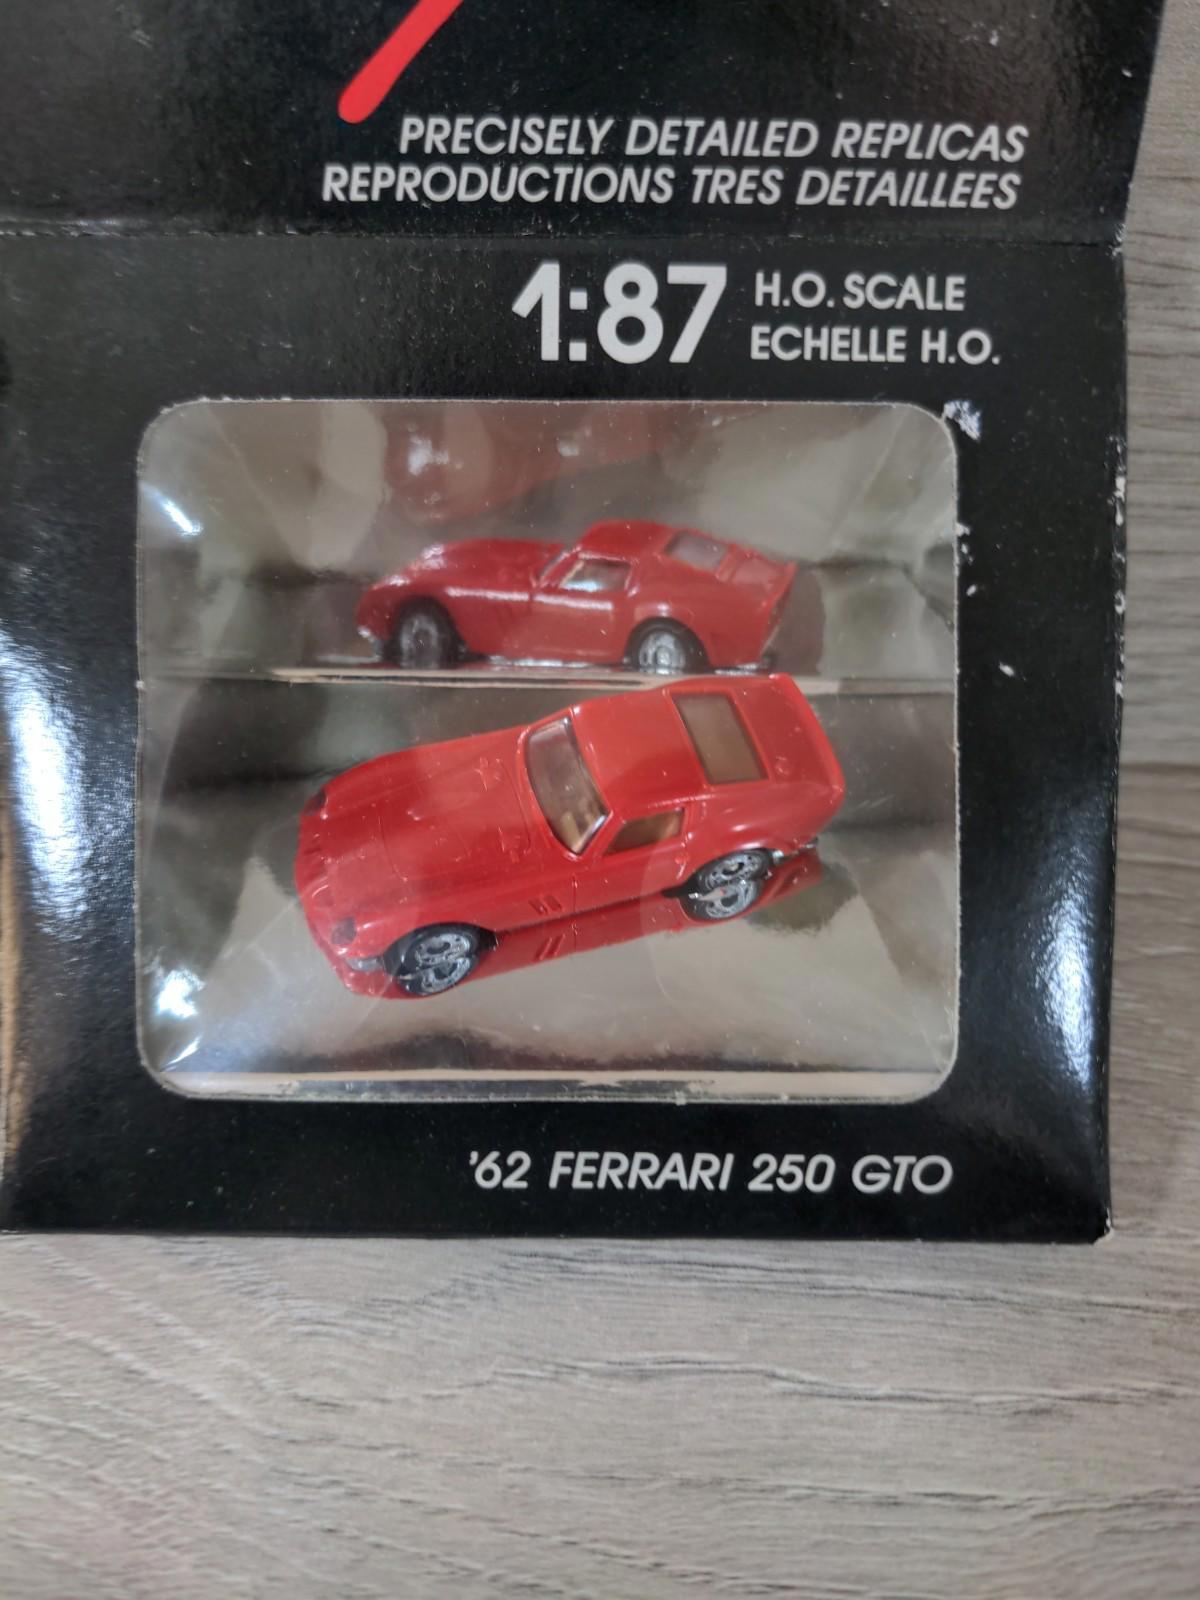 PRECISELY DETAILED REPLICAS
REPRODUCTIONS TRES DETAILLEES
1:87 H.O. SCALE
ECHELLE H.O.
'62 FERRARI 250 GTO